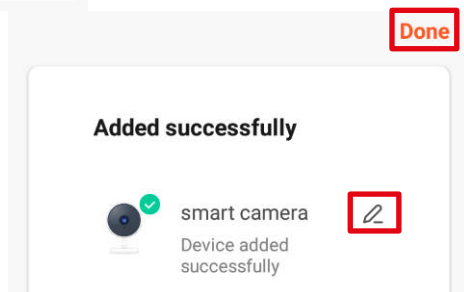 Done
Added successfully
smart camera
Device added
successfully